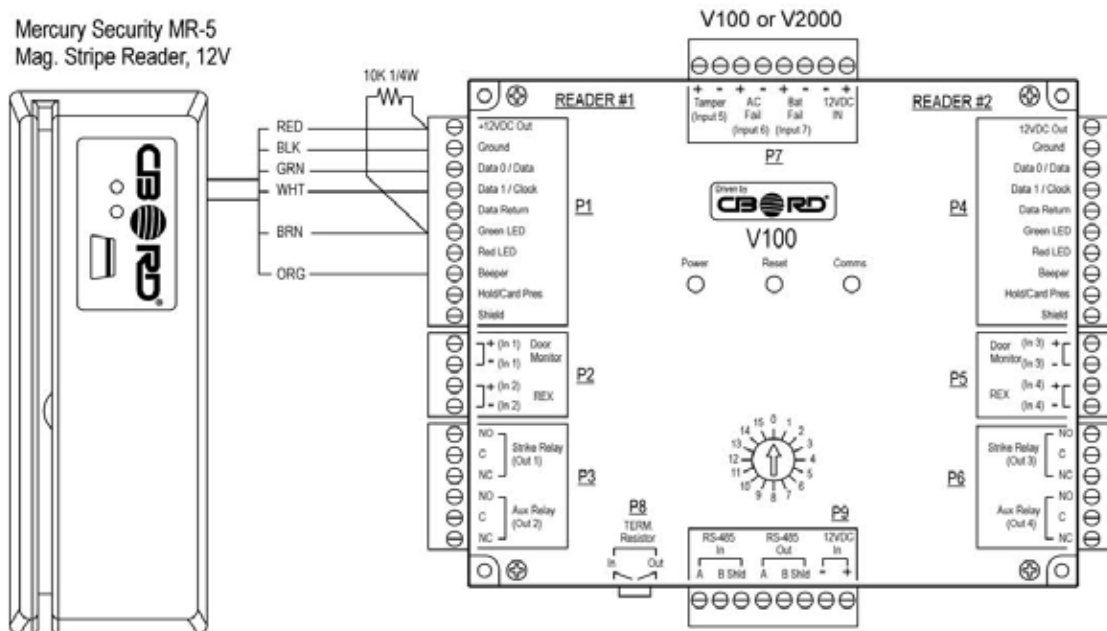 Mercury Security MR-5
Mag. Stripe Reader, 12V
V100 or V2000
10K 1/4W
RED
BLK
GRN
WHT
BRN
ORG
CBORD®
READER #1
+12VDC Out
Ground
Data 0 / Data
Data 1 / Clock
Data Return
Green LED
Red LED
Beeper
Hold/Card Pres
Shield
P1
+ (In 1) Door
- (In 1) Monitor
+ (In 2)
- (In 2) REX
P2
NO
C
NC
Strike Relay
(Out 1)
NO
C
NC
Aux Relay
(Out 2)
P3
+ - + - + - - +
Tamper
(Input 5)
AC
Fail
(Input 6)
Bat
Fail
(Input 7)
12VDC
IN
P7
Driven by
CBORD®
V100
Power Reset Comms
READER #2
12VDC Out
Ground
Data 0 / Data
Data 1 / Clock
Data Return
Green LED
Red LED
Beeper
Hold/Card Pres
Shield
P4
Door (In 3) +
Monitor (In 3) -
REX (In 4) +
(In 4) -
P5
Strike Relay
(Out 3)
NO
C
NC
Aux Relay
(Out 4)
NO
C
NC
P6
0 1 2 3 4 5 6 7 8 9 10 11 12 13 14 15
P8
TERM.
Resistor
In Out
P9
RS-485
In
A B Shld
RS-485
Out
A B Shld
12VDC
In
- +